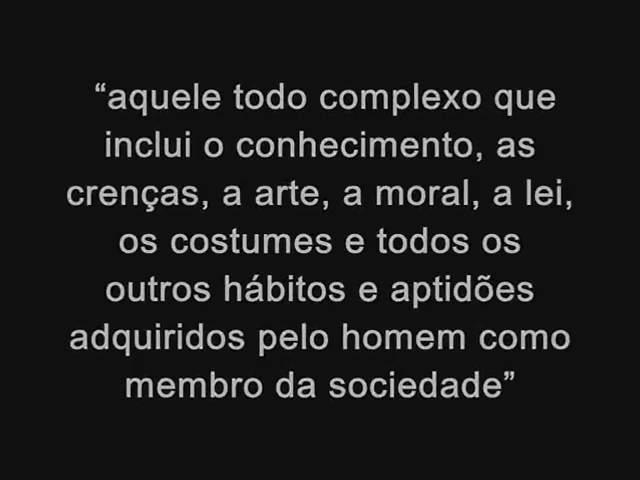 “aquele todo complexo que
inclui o conhecimento, as
crenças, a arte, a moral, a lei,
os costumes e todos os
outros hábitos e aptidões
adquiridos pelo homem como
membro da sociedade”